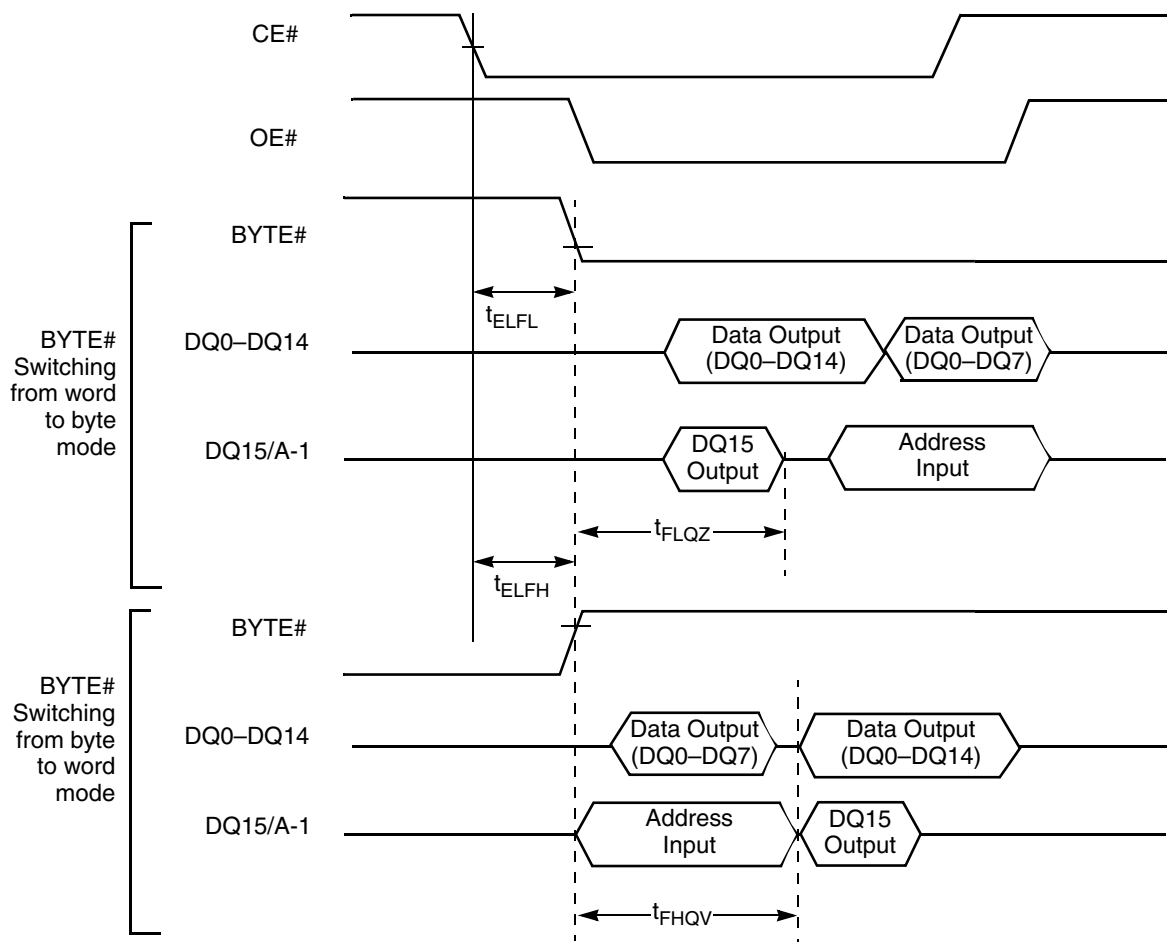 CE#
OE#
BYTE#
Switching
from word
to byte
mode
BYTE#
tELFL
DQ0–DQ14
Data Output
(DQ0–DQ14)
Data Output
(DQ0–DQ7)
DQ15/A-1
DQ15
Output
Address
Input
tFLQZ
tELFH
BYTE#
Switching
from byte
to word
mode
BYTE#
DQ0–DQ14
Data Output
(DQ0–DQ7)
Data Output
(DQ0–DQ14)
DQ15/A-1
Address
Input
DQ15
Output
tFHQV